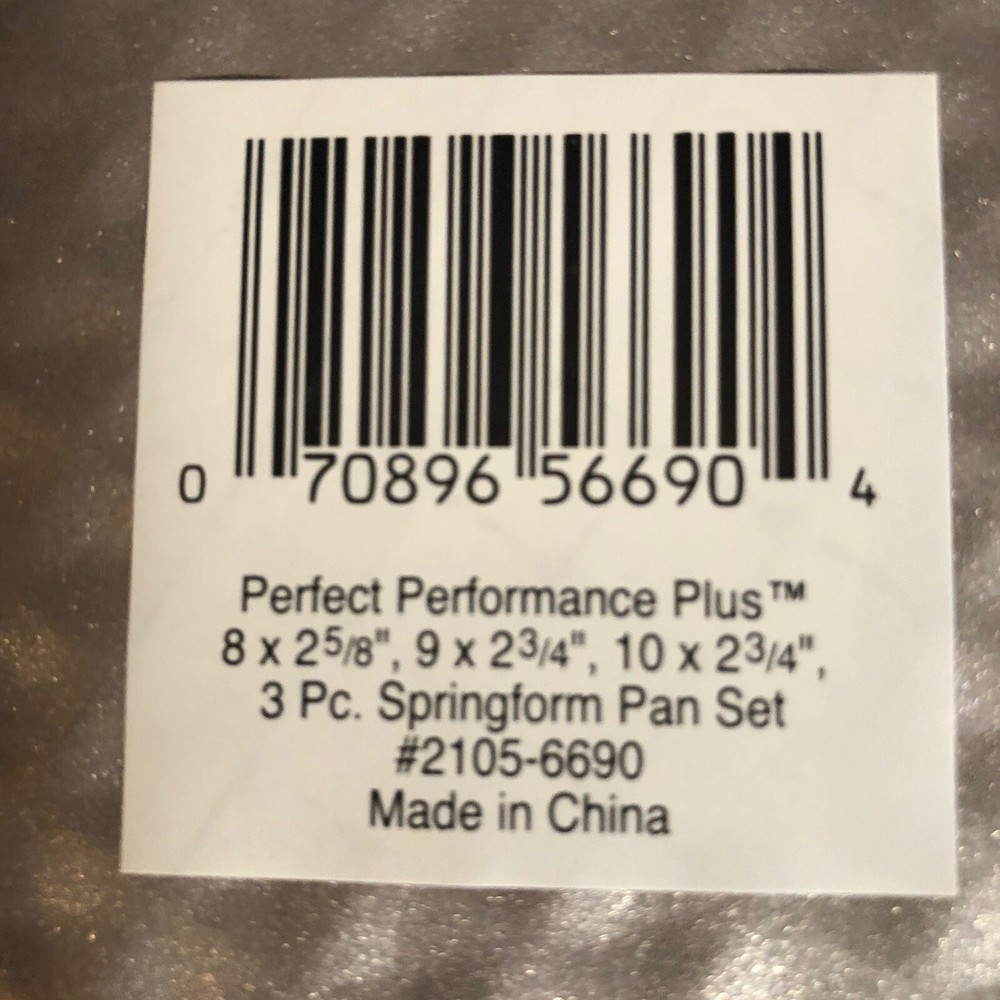 0 70896 56690 4
Perfect Performance Plus™
8 x 25/8", 9 x 23/4", 10 x 23/4",
3 Pc. Springform Pan Set
#2105-6690
Made in China